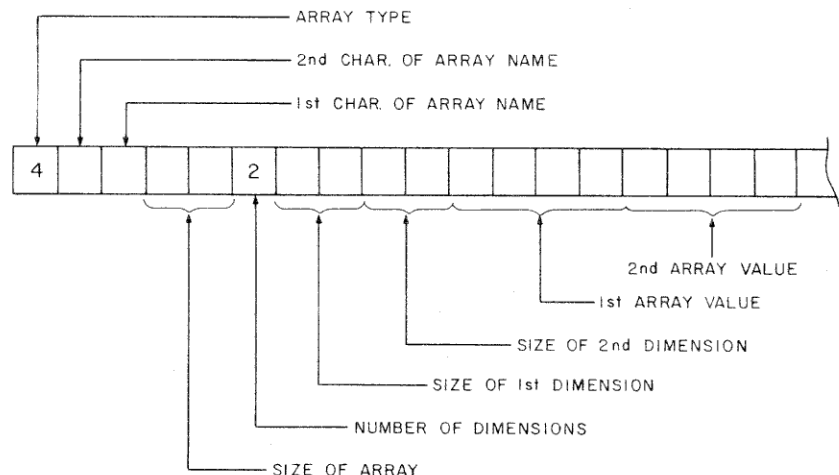 ARRAY TYPE
2nd CHAR. OF ARRAY NAME
1st CHAR. OF ARRAY NAME
4 2
2nd ARRAY VALUE
1st ARRAY VALUE
SIZE OF 2nd DIMENSION
SIZE OF 1st DIMENSION
NUMBER OF DIMENSIONS
SIZE OF ARRAY